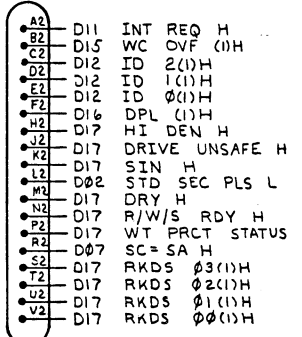 A2 D11 INT REQ H
B2 D15 WC OVF (1)H
C2 D12 ID 2(1)H
D2 D12 ID 1(1)H
E2 D12 ID Ø(1)H
F2 D16 DPL (1)H
H2 D17 HI DEN H
J2 D17 DRIVE UNSAFE H
K2 D17 SIN H
L2 DØ2 STD SEC PLS L
M2 D17 DRY H
N2 D17 R/W/S RDY H
P2 D17 WT PRCT STATUS
R2 DØ7 SC=SA H
S2 D17 RKDS Ø3(1)H
T2 D17 RKDS Ø2(1)H
U2 D17 RKDS Ø1(1)H
V2 D17 RKDS ØØ(1)H